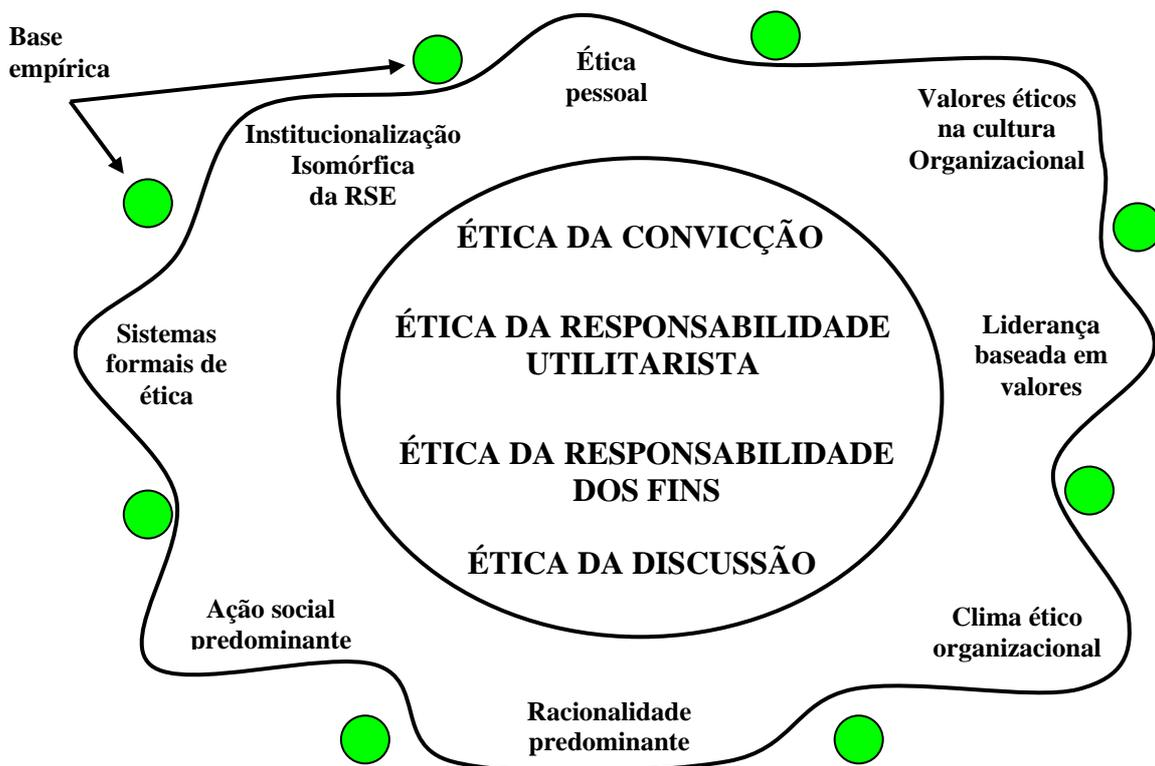 Base
empírica
Ética
pessoal
Valores éticos
na cultura
Organizacional
Institucionalização
Isomórfica
da RSE
ÉTICA DA CONVICÇÃO
ÉTICA DA RESPONSABILIDADE
UTILITARISTA
ÉTICA DA RESPONSABILIDADE
DOS FINS
ÉTICA DA DISCUSSÃO
Sistemas
formais de
ética
Liderança
baseada em
valores
Ação social
predominante
Clima ético
organizacional
Racionalidade
predominante